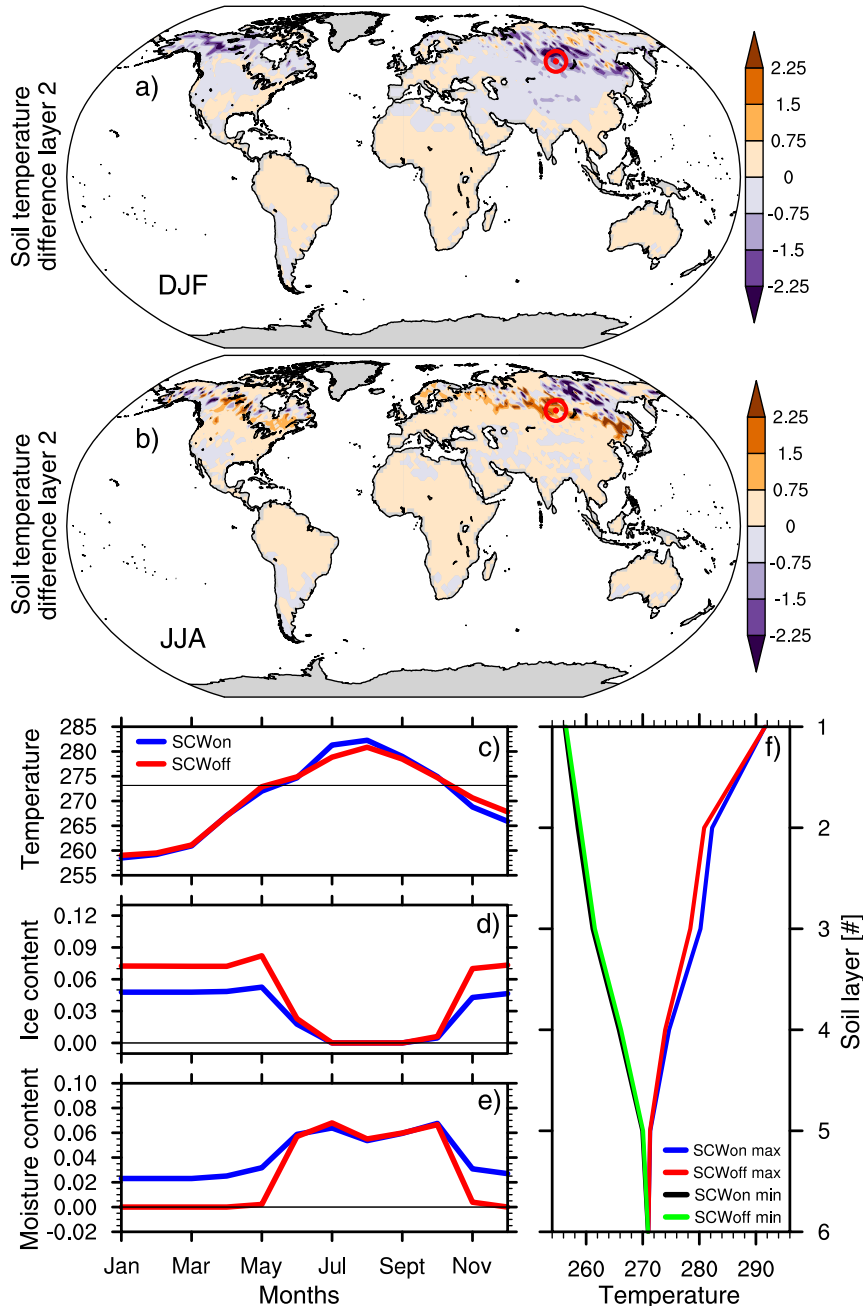 Soil temperature
difference layer 2
a)
DJF
2.25
1.5
0.75
0
-0.75
-1.5
-2.25
Soil temperature
difference layer 2
b)
JJA
2.25
1.5
0.75
0
-0.75
-1.5
-2.25
Temperature
285
280
275
270
265
260
255
SCWon
SCWoff
c)
Ice content
0.12
0.09
0.06
0.03
0.00
d)
Moisture content
0.10
0.08
0.06
0.04
0.02
0.00
-0.02
e)
Jan Mar May Jul Sept Nov
Months
f)
1
2
3
4
5
6
Soil layer [#]
SCWon max
SCWoff max
SCWon min
SCWoff min
260 270 280 290
Temperature